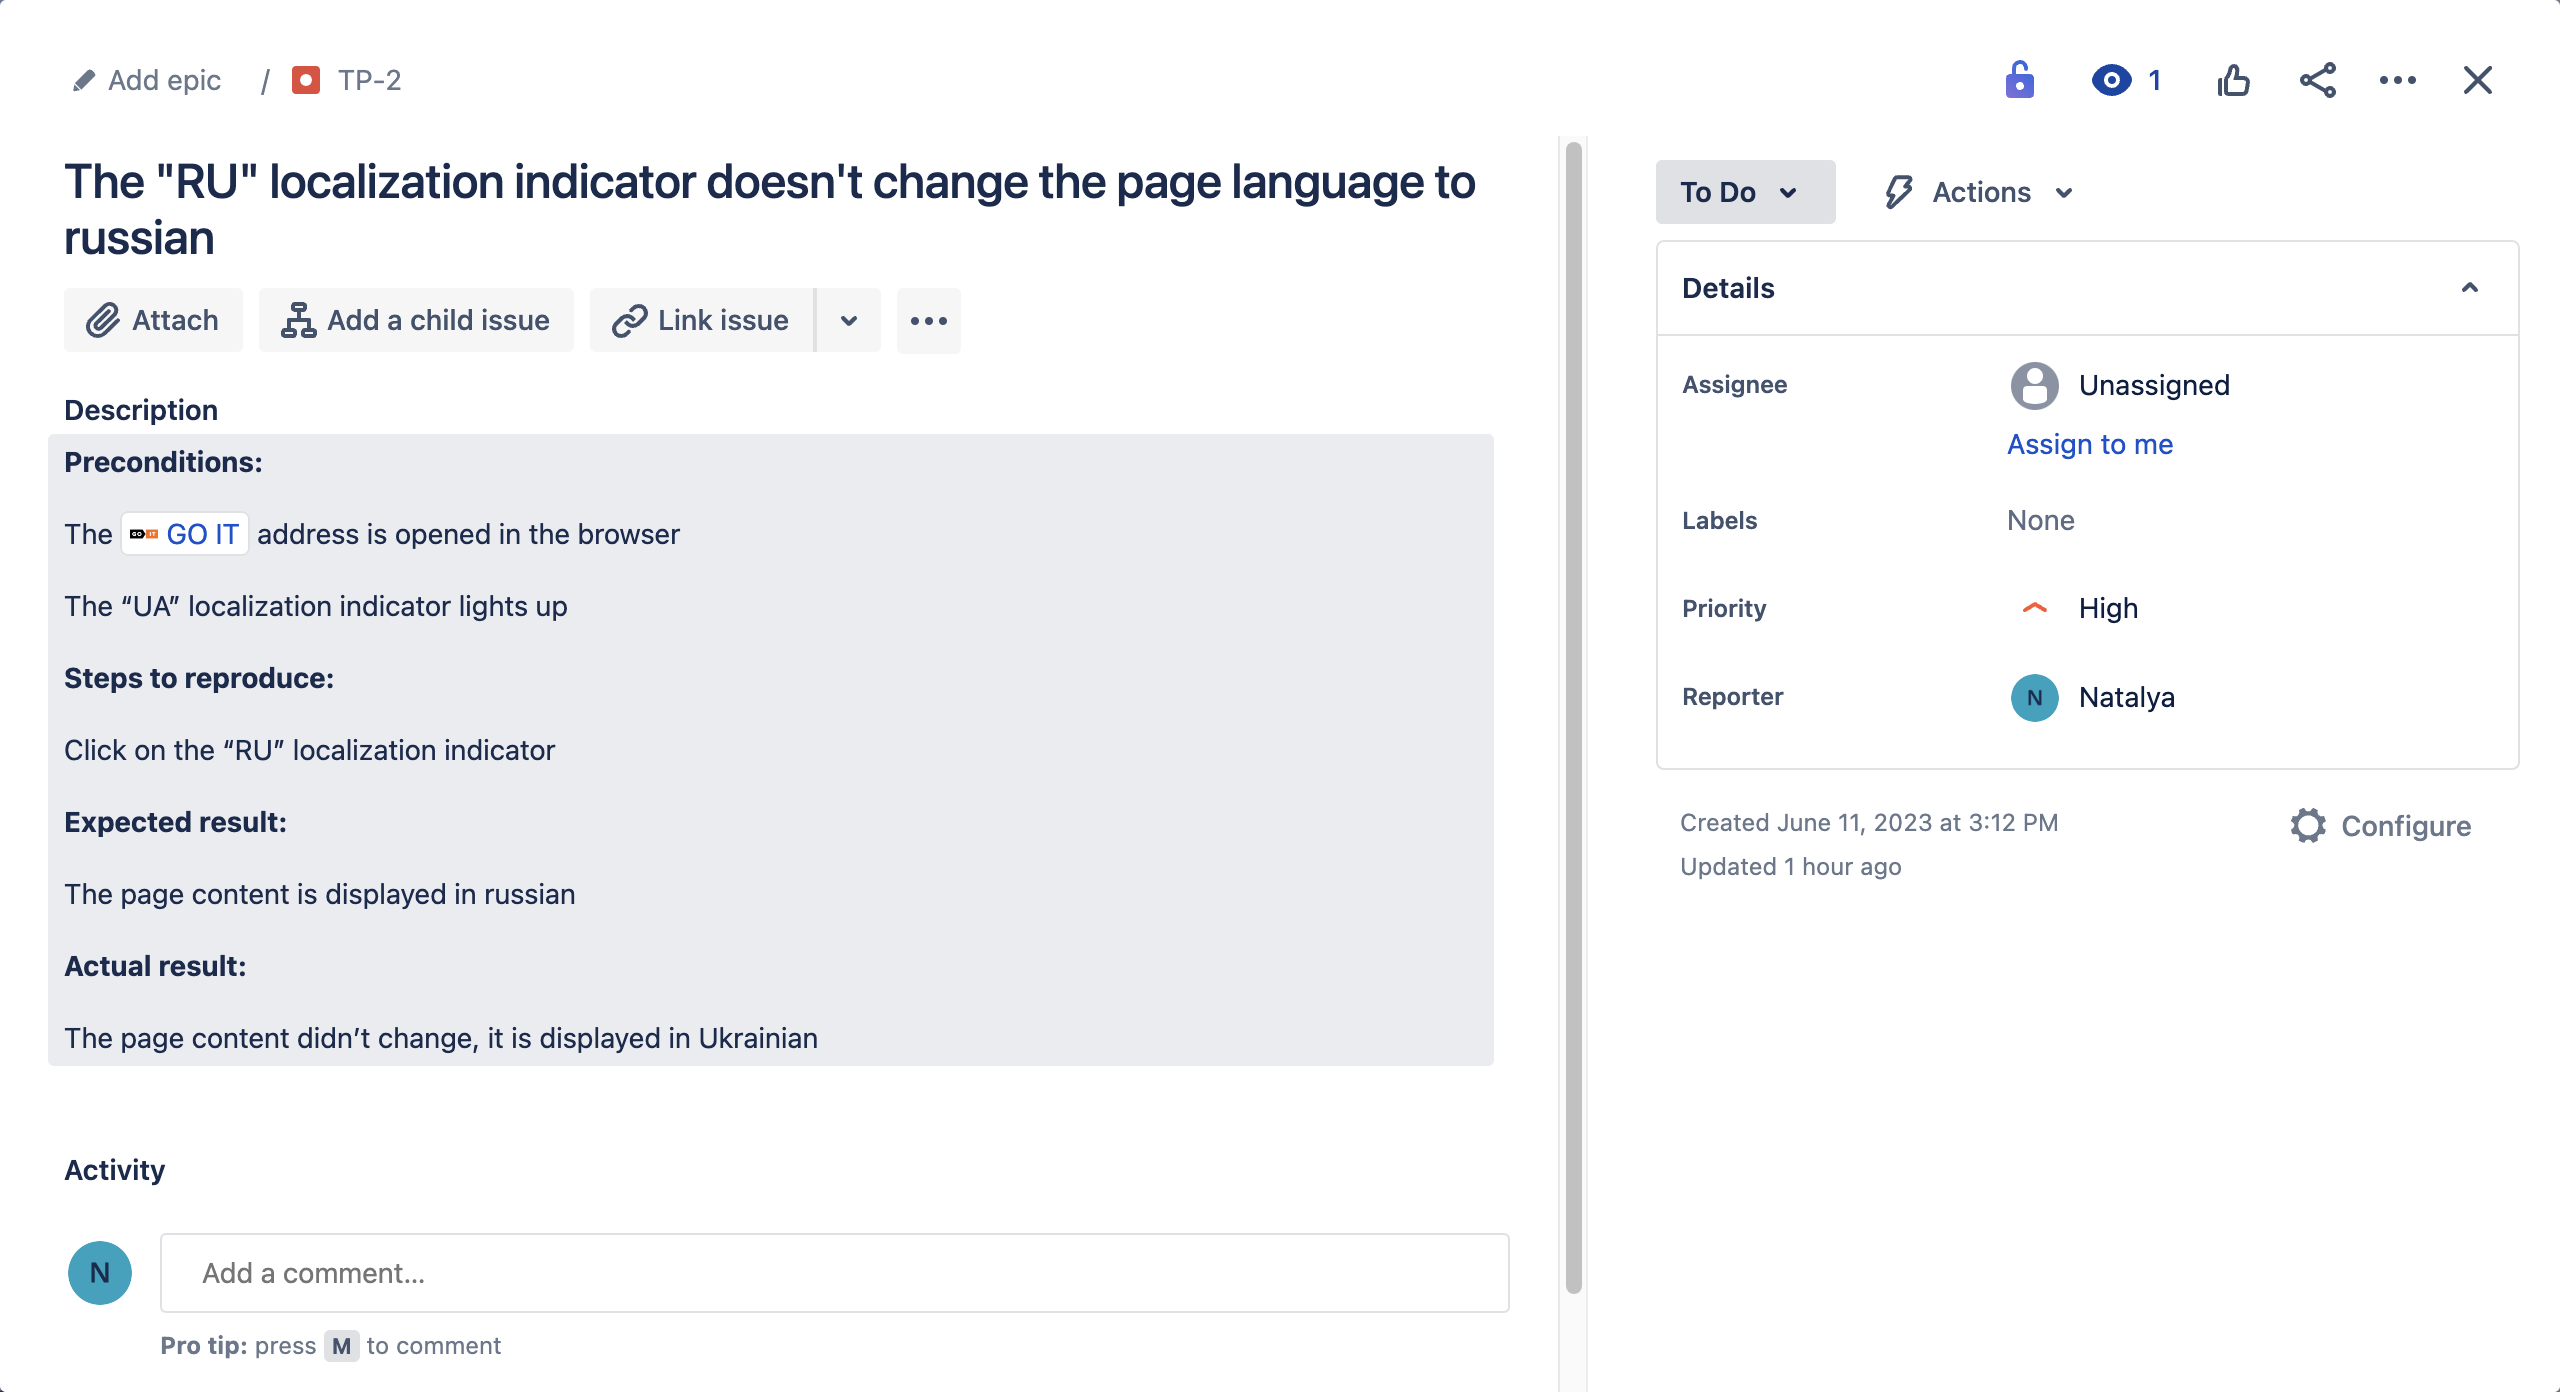 Add epic / TP-2
1
The "RU" localization indicator doesn't change the page language to
russian
Attach
Add a child issue
Link issue
Description
Preconditions:
The GO IT GO IT address is opened in the browser
The “UA” localization indicator lights up
Steps to reproduce:
Click on the “RU” localization indicator
Expected result:
The page content is displayed in russian
Actual result:
The page content didn’t change, it is displayed in Ukrainian
Activity
N
Add a comment...
Pro tip: press M to comment
To Do
Actions
Details
Assignee
Unassigned
Assign to me
Labels
None
Priority
High
Reporter
N
Natalya
Created June 11, 2023 at 3:12 PM
Updated 1 hour ago
Configure